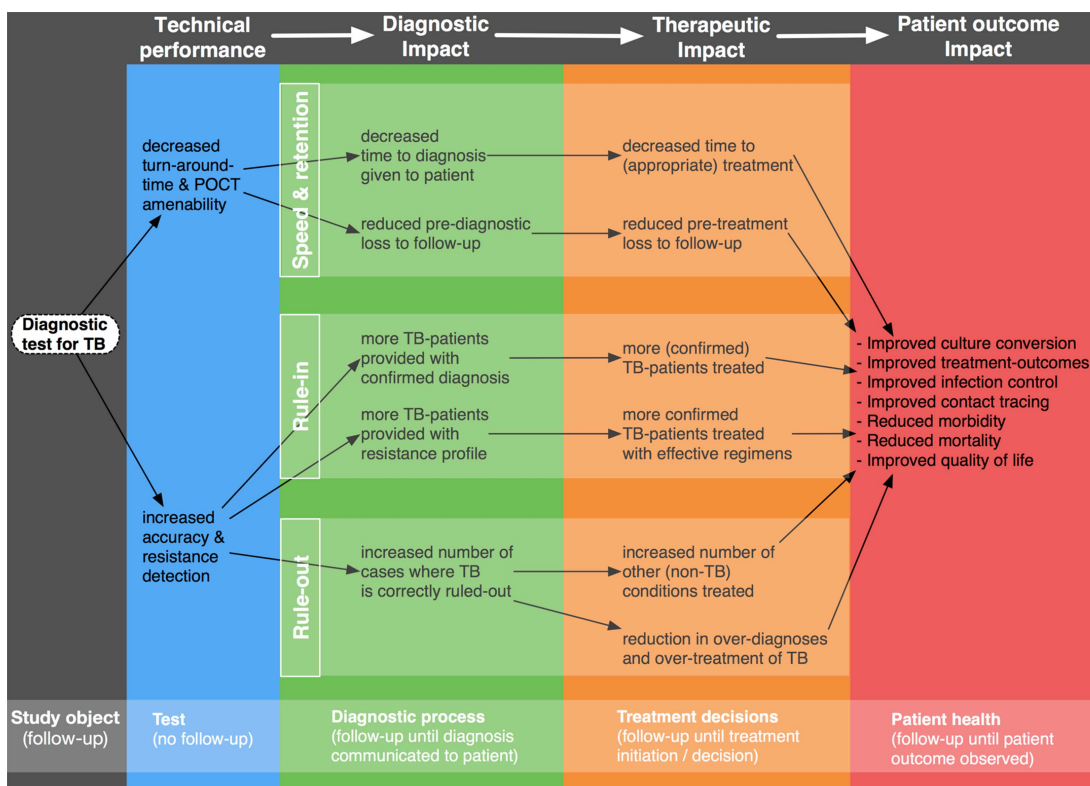 Technical
performance
Diagnostic
Impact
Therapeutic
Impact
Patient outcome
Impact
Speed & retention
decreased
turn-around-
time & POCT
amenability
decreased
time to diagnosis
given to patient
decreased time to
(appropriate) treatment
reduced pre-diagnostic
loss to follow-up
reduced pre-treatment
loss to follow-up
Diagnostic
test for TB
Rule-in
more TB-patients
provided with
confirmed diagnosis
more (confirmed)
TB-patients treated
more TB-patients
provided with
resistance profile
more confirmed
TB-patients treated
with effective regimens
- Improved culture conversion
- Improved treatment-outcomes
- Improved infection control
- Improved contact tracing
- Reduced morbidity
- Reduced mortality
- Improved quality of life
increased
accuracy &
resistance
detection
Rule-out
increased number of
cases where TB
is correctly ruled-out
increased number of
other (non-TB)
conditions treated
reduction in over-diagnoses
and over-treatment of TB
Study object
(follow-up)
Test
(no follow-up)
Diagnostic process
(follow-up until diagnosis
communicated to patient)
Treatment decisions
(follow-up until treatment
initiation / decision)
Patient health
(follow-up until patient
outcome observed)